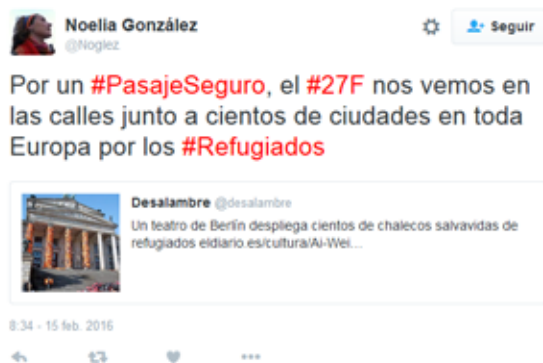 Noelia González
@Noglez
Seguir
Por un #PasajeSeguro, el #27F nos vemos en
las calles junto a cientos de ciudades en toda
Europa por los #Refugiados
Desalambre @desalambre
Un teatro de Berlín despliega cientos de chalecos salvavidas de
refugiados eldiario.es/cultura/Ai-Wei...
8:34 - 15 feb. 2016